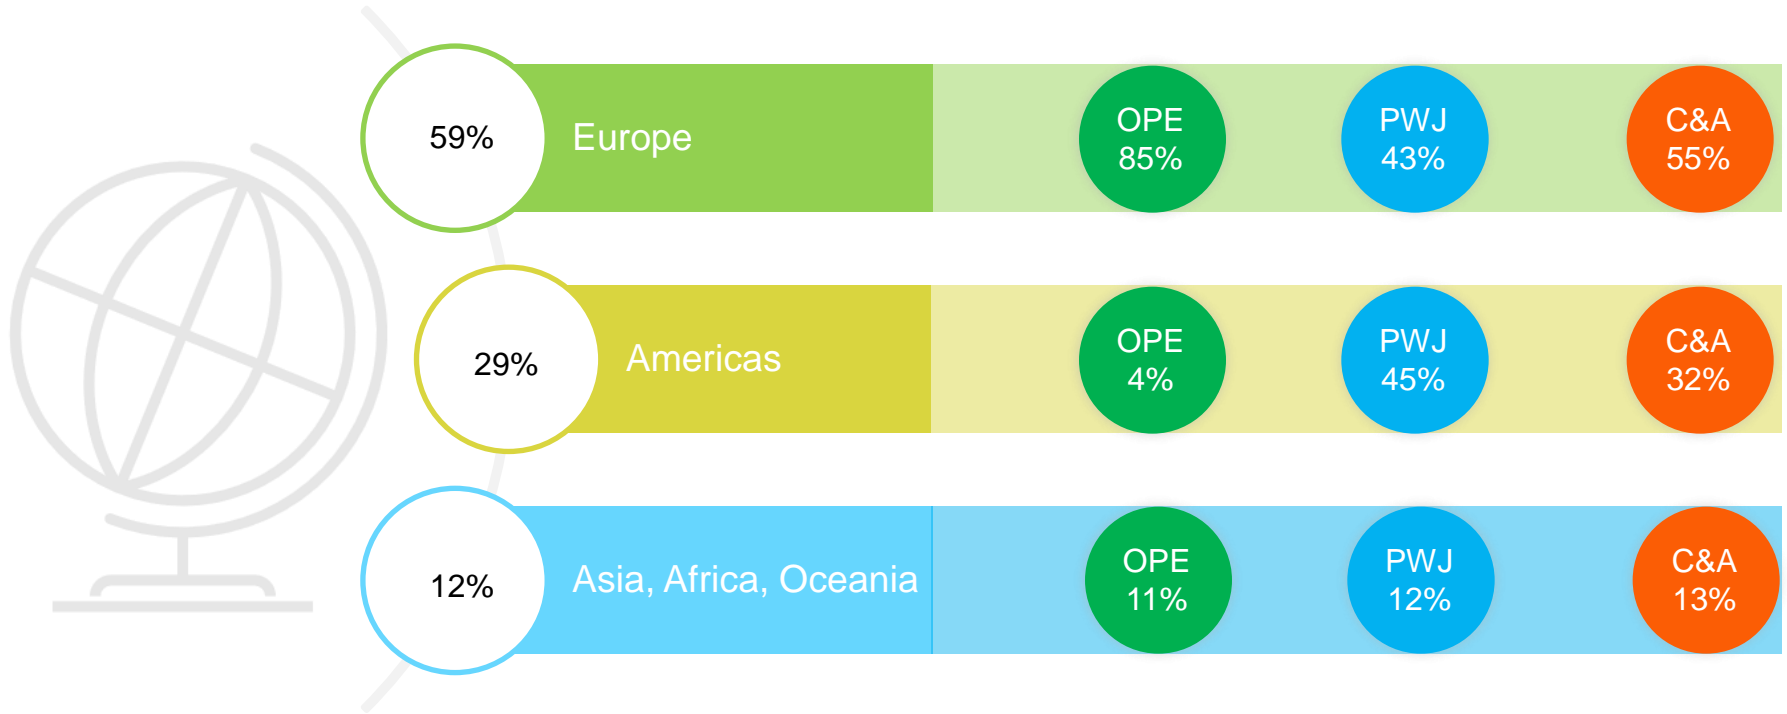 59%
Europe
OPE
85%
PWJ
43%
C&A
55%
29%
Americas
OPE
4%
PWJ
45%
C&A
32%
12%
Asia, Africa, Oceania
OPE
11%
PWJ
12%
C&A
13%